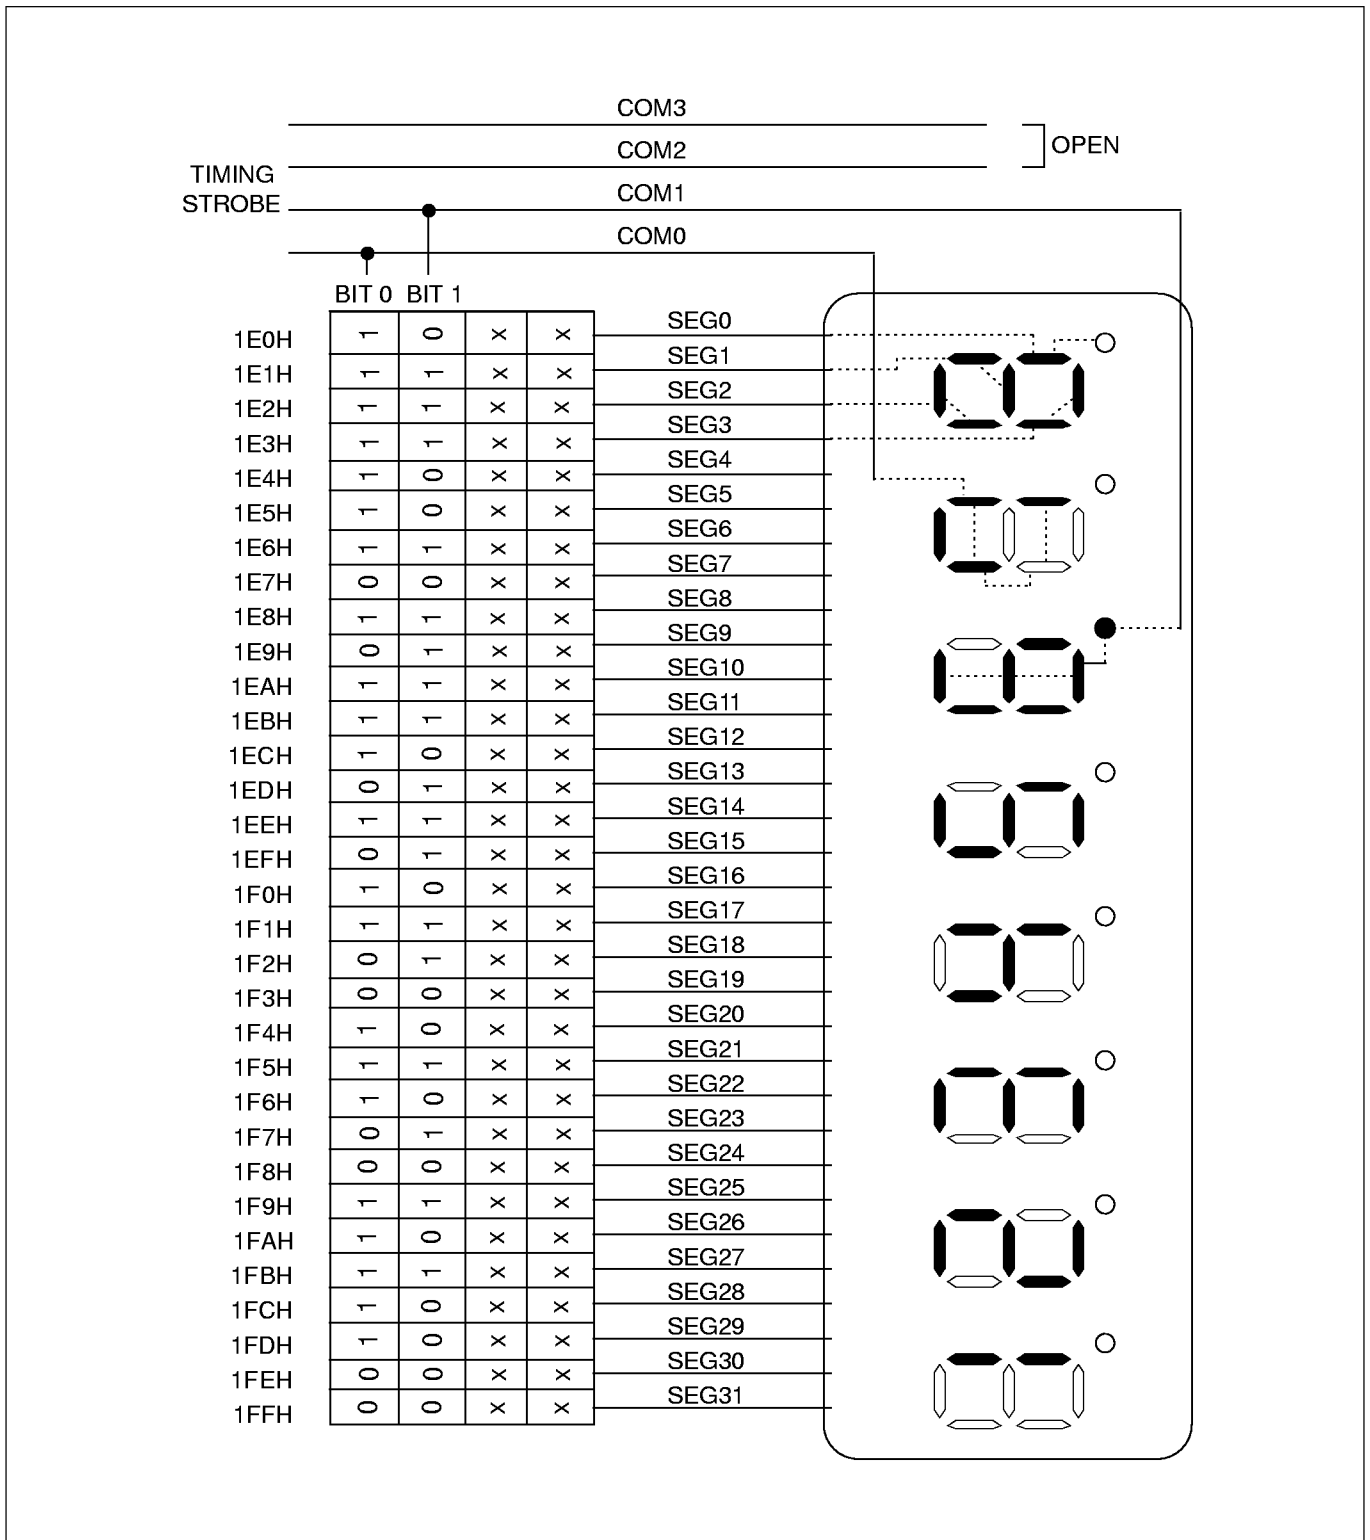 COM3
COM2
OPEN
TIMING
STROBE
COM1
COM0
BIT 0 BIT 1
1E0H 1 0 x x SEG0
1E1H 1 1 x x SEG1
1E2H 1 1 x x SEG2
1E3H 1 1 x x SEG3
1E4H 1 0 x x SEG4
1E5H 1 0 x x SEG5
1E6H 1 1 x x SEG6
1E7H 0 0 x x SEG7
1E8H 1 1 x x SEG8
1E9H 0 1 x x SEG9
1EAH 1 1 x x SEG10
1EBH 1 1 x x SEG11
1ECH 1 0 x x SEG12
1EDH 0 1 x x SEG13
1EEH 1 1 x x SEG14
1EFH 0 1 x x SEG15
1F0H 1 0 x x SEG16
1F1H 1 1 x x SEG17
1F2H 0 1 x x SEG18
1F3H 0 0 x x SEG19
1F4H 1 0 x x SEG20
1F5H 1 1 x x SEG21
1F6H 1 0 x x SEG22
1F7H 0 1 x x SEG23
1F8H 0 0 x x SEG24
1F9H 1 1 x x SEG25
1FAH 1 0 x x SEG26
1FBH 1 1 x x SEG27
1FCH 1 0 x x SEG28
1FDH 1 0 x x SEG29
1FEH 0 0 x x SEG30
1FFH 0 0 x x SEG31